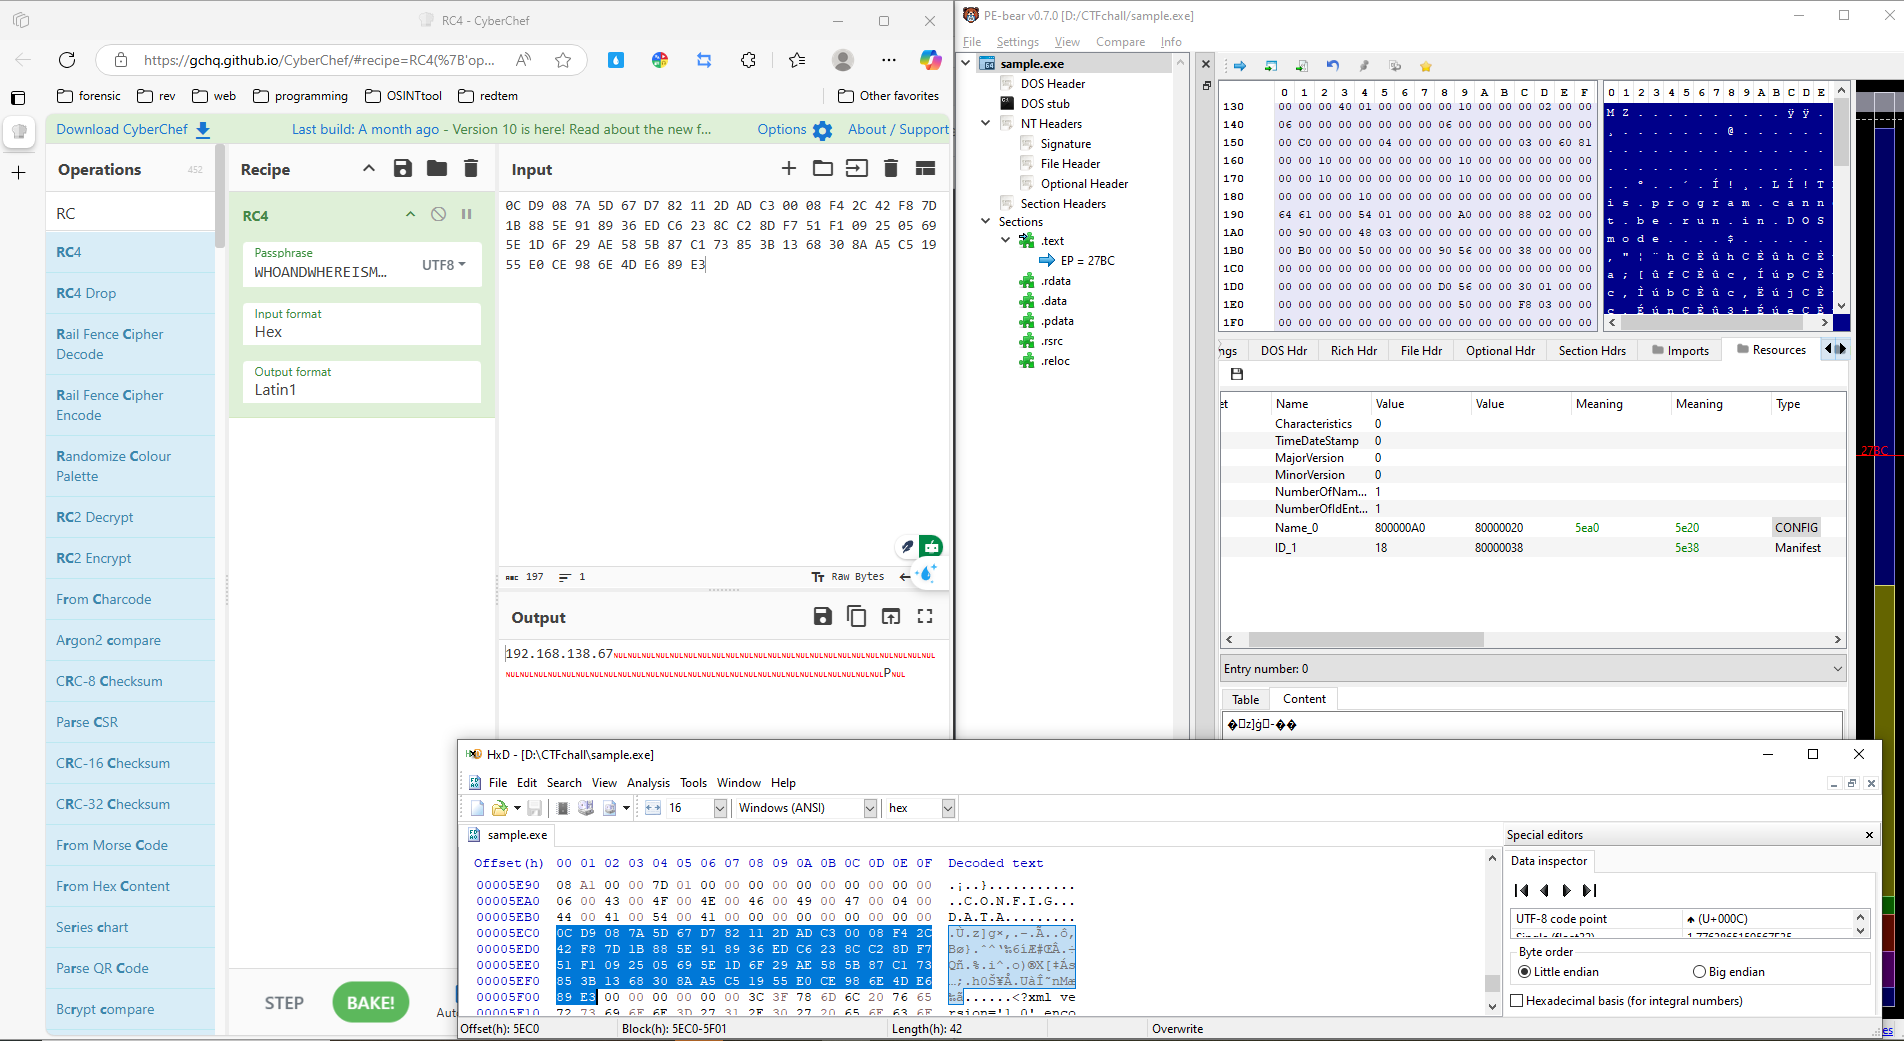 RC4 - CyberChef
https://gchq.github.io/CyberChef/#recipe=RC4(%7B'op...
forensic
rev
web
programming
OSINTtool
redtem
Other favorites
Download CyberChef
Last build: A month ago - Version 10 is here! Read about the new f...
Options
About / Support
Operations
452
RC
RC4
RC4 Drop
Rail Fence Cipher Decode
Rail Fence Cipher Encode
Randomize Colour Palette
RC2 Decrypt
RC2 Encrypt
From Charcode
Argon2 compare
CRC-8 Checksum
Parse CSR
CRC-16 Checksum
CRC-32 Checksum
From Morse Code
From Hex Content
Series chart
Parse QR Code
Bcrypt compare
Recipe
RC4
Passphrase
WHOANDWHEREISM...
UTF8
Input format
Hex
Output format
Latin1
STEP
BAKE!
Input
0C D9 08 7A 5D 67 D7 82 11 2D AD C3 00 08 F4 2C 42 F8 7D
1B 88 5E 91 89 36 ED C6 23 8C C2 8D F7 51 F1 09 25 05 69
5E 1D 6F 29 AE 58 5B 87 C1 73 85 3B 13 68 30 8A A5 C5 19
55 E0 CE 98 6E 4D E6 89 E3
197
1
Raw Bytes
Output
192.168.138.67
PE-bear v0.7.0 [D:/CTFchall/sample.exe]
File Settings View Compare Info
sample.exe
DOS Header
DOS stub
NT Headers
Signature
File Header
Optional Header
Section Headers
Sections
.text
EP = 27BC
.rdata
.data
.pdata
.rsrc
.reloc
0 1 2 3 4 5 6 7 8 9 A B C D E F
130 00 00 00 40 01 00 00 00 00 10 00 00 00 02 00 00
140 06 00 00 00 00 00 00 00 06 00 00 00 00 00 00 00
150 00 C0 00 00 00 04 00 00 00 00 00 00 03 00 60 81
160 00 00 10 00 00 00 00 00 00 10 00 00 00 00 00 00
170 00 00 10 00 00 00 00 00 00 10 00 00 00 00 00 00
180 00 00 00 00 10 00 00 00 00 00 00 00 00 00 00 00
190 64 61 00 00 54 01 00 00 00 A0 00 00 88 02 00 00
1A0 00 90 00 00 48 03 00 00 00 00 00 00 00 00 00 00
1B0 00 B0 00 00 50 00 00 00 90 56 00 00 38 00 00 00
1C0 00 00 00 00 00 00 00 00 00 00 00 00 00 00 00 00
1D0 00 00 00 00 00 00 00 00 D0 56 00 00 30 01 00 00
1E0 00 00 00 00 00 00 00 00 00 50 00 00 F8 03 00 00
1F0 00 00 00 00 00 00 00 00 00 00 00 00 00 00 00 00
0 1 2 3 4 5 6 7 8 9 A B C D E
is.program.cann
t.be.run.in.DOS
mode....$......
27BC
ngs
DOS Hdr
Rich Hdr
File Hdr
Optional Hdr
Section Hdrs
Imports
Resources
et Name Value Value Meaning Meaning Type
Characteristics 0
TimeDateStamp 0
MajorVersion 0
MinorVersion 0
NumberOfNam... 1
NumberOfIdEnt... 1
Name_0 800000A0 80000020 5ea0 5e20 CONFIG
ID_1 18 80000038 5e38 Manifest
Entry number: 0
Table
Content
HxD - [D:\CTFchall\sample.exe]
File Edit Search View Analysis Tools Window Help
16
Windows (ANSI)
hex
sample.exe
Offset(h) 00 01 02 03 04 05 06 07 08 09 0A 0B 0C 0D 0E 0F Decoded text
00005E90 08 A1 00 00 7D 01 00 00 00 00 00 00 00 00 00 00 .¡..}...........
00005EA0 06 00 43 00 4F 00 4E 00 46 00 49 00 47 00 04 00 ..C.O.N.F.I.G...
00005EB0 44 00 41 00 54 00 41 00 00 00 00 00 00 00 00 00 D.A.T.A.........
00005EC0 0C D9 08 7A 5D 67 D7 82 11 2D AD C3 00 08 F4 2C
00005ED0 42 F8 7D 1B 88 5E 91 89 36 ED C6 23 8C C2 8D F7
00005EE0 51 F1 09 25 05 69 5E 1D 6F 29 AE 58 5B 87 C1 73
00005EF0 85 3B 13 68 30 8A A5 C5 19 55 E0 CE 98 6E 4D E6
00005F00 89 E3 00 00 00 00 00 00 3C 3F 78 6D 6C 20 76 65 ‰ã......<?xml ve
Offset(h): 5EC0
Block(h): 5EC0-5F01
Length(h): 42
Overwrite
Special editors
Data inspector
UTF-8 code point
(U+000C)
Byte order
Little endian
Big endian
Hexadecimal basis (for integral numbers)